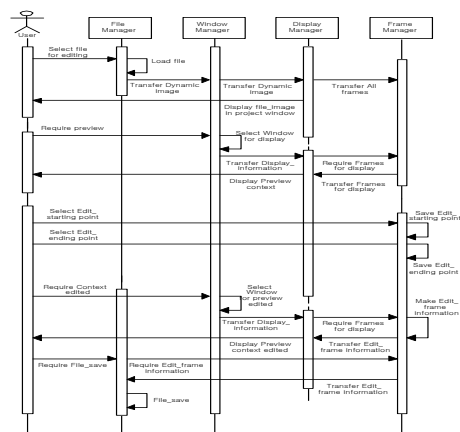 File
Manager
Window
Manager
Display
Manager
Frame
Manager
User
Select file
for editing
Load file
Transfer Dynamic
Image
Transfer Dynamic
Image
Transfer All
frames
Display file_image
in project window
Require preview
Select Window
for display
Transfer Display_
information
Require Frames
for display
Display Preview
context
Transfer Frames
for display
Select Edit_
starting point
Save Edit_
starting point
Select Edit_
ending point
Save Edit_
ending point
Require Context
edited
Select
Window
for preview
edited
Make Edit_
frame
information
Transfer Display_
information
Require Frames
for display
Display Preview
context edited
Transfer Edit_
frame information
Require File_save
Require Edit_frame
information
Transfer Edit_
frame information
File_save